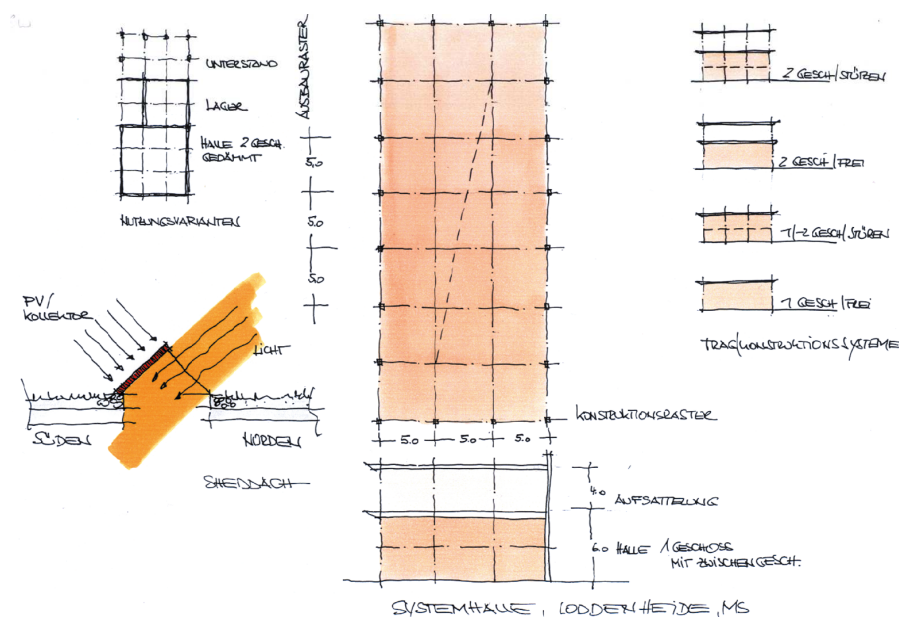 UNTERSTAND
LAGER
HALLE 2 GESCH.
GEDÄMMT
NUTZUNGSVARIANTEN
AUSBAURASTER
5.0
5.0
5.0
2 GESCH/STÜTZEN
2 GESCH/FREI
1/-2 GESCH/STÜTZEN
1 GESCH/FREI
TRAG/KONSTRUKTIONSSYSTEME
PV/
KOLLEKTOR
LICHT
SÜDEN
NORDEN
SHEDDACH
KONSTRUKTIONSRASTER
5.0 5.0 5.0
4.0 AUFSATTELUNG
6.0 HALLE 1 GESCHOSS
MIT ZWISCHENGESCH.
SYSTEMHALLE, LODDENHEIDE, MS